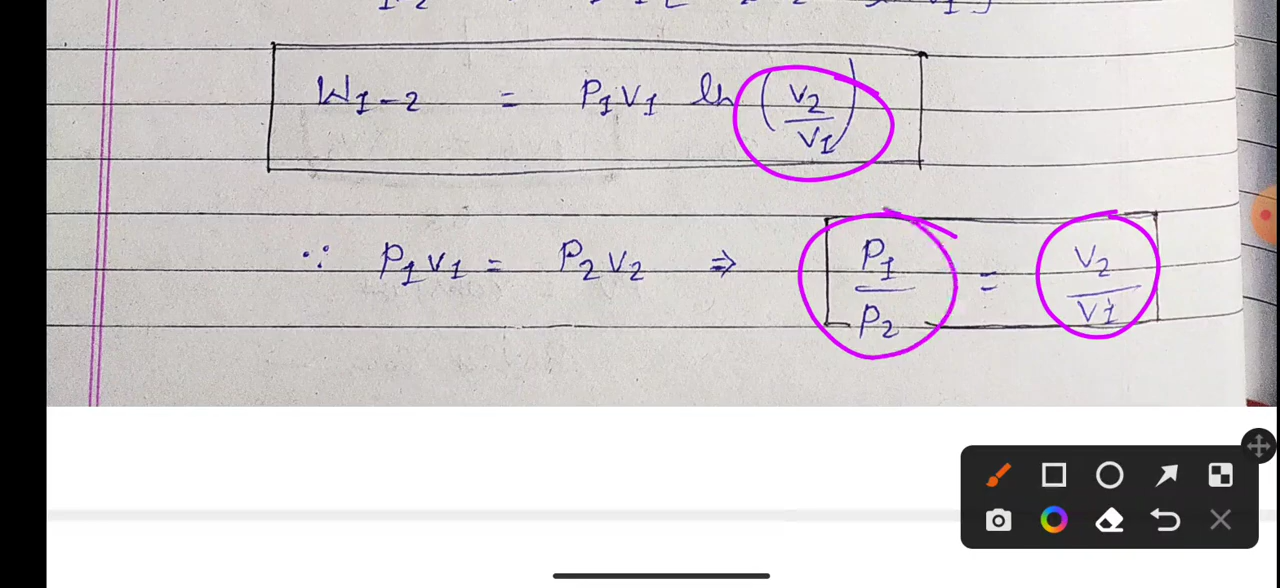 W1-2 = P1V1 ln (V2/V1)
∵ P1V1 = P2V2 ⇒ P1/P2 = V2/V1